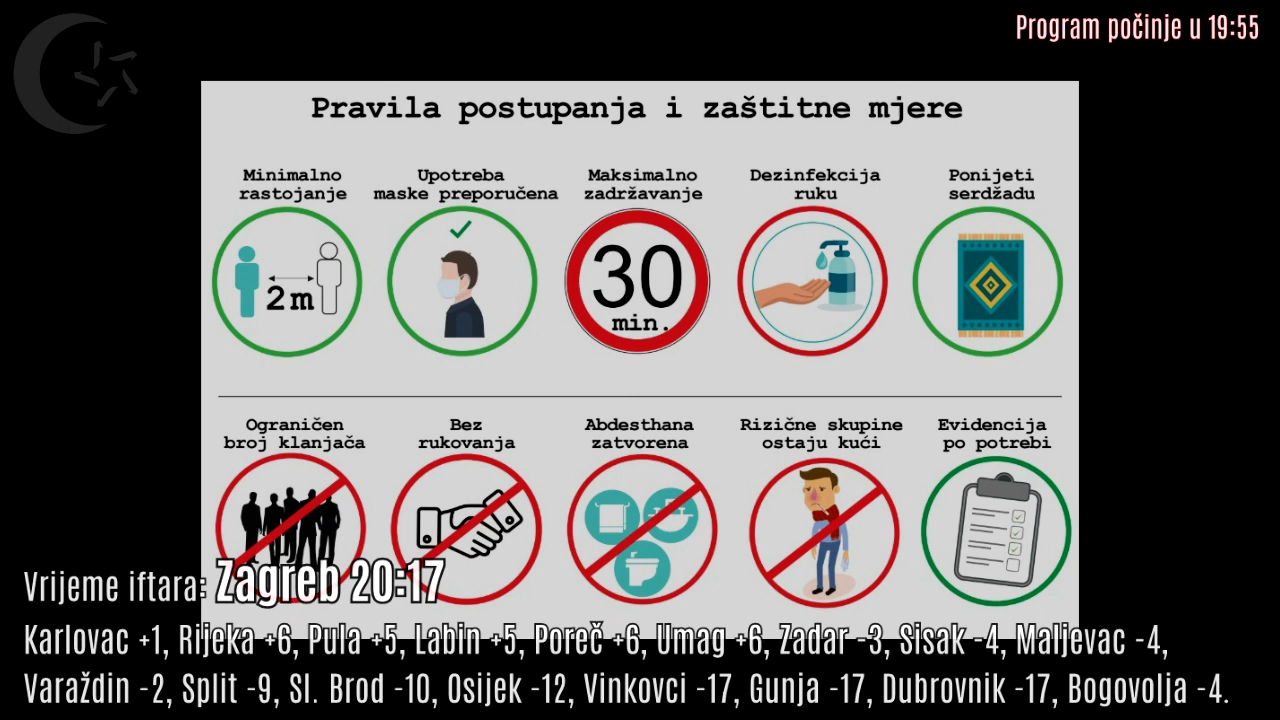 Program počinje u 19:55
Pravila postupanja i zaštitne mjere
Minimalno
rastojanje
Upotreba
maske preporučena
Maksimalno
zadržavanje
Dezinfekcija
ruku
Ponijeti
serdžadu
2 m
30
min.
Ograničen
broj klanjača
Bez
rukovanja
Abdesthana
zatvorena
Rizične skupine
ostaju kući
Evidencija
po potrebi
Vrijeme iftara: Zagreb 20:17
Karlovac +1, Rijeka +6, Pula +5, Labin +5, Poreč +6, Umag +6, Zadar -3, Sisak -4, Maljevac -4,
Varaždin -2, Split -9, Sl. Brod -10, Osijek -12, Vinkovci -17, Gunja -17, Dubrovnik -17, Bogovolja -4.